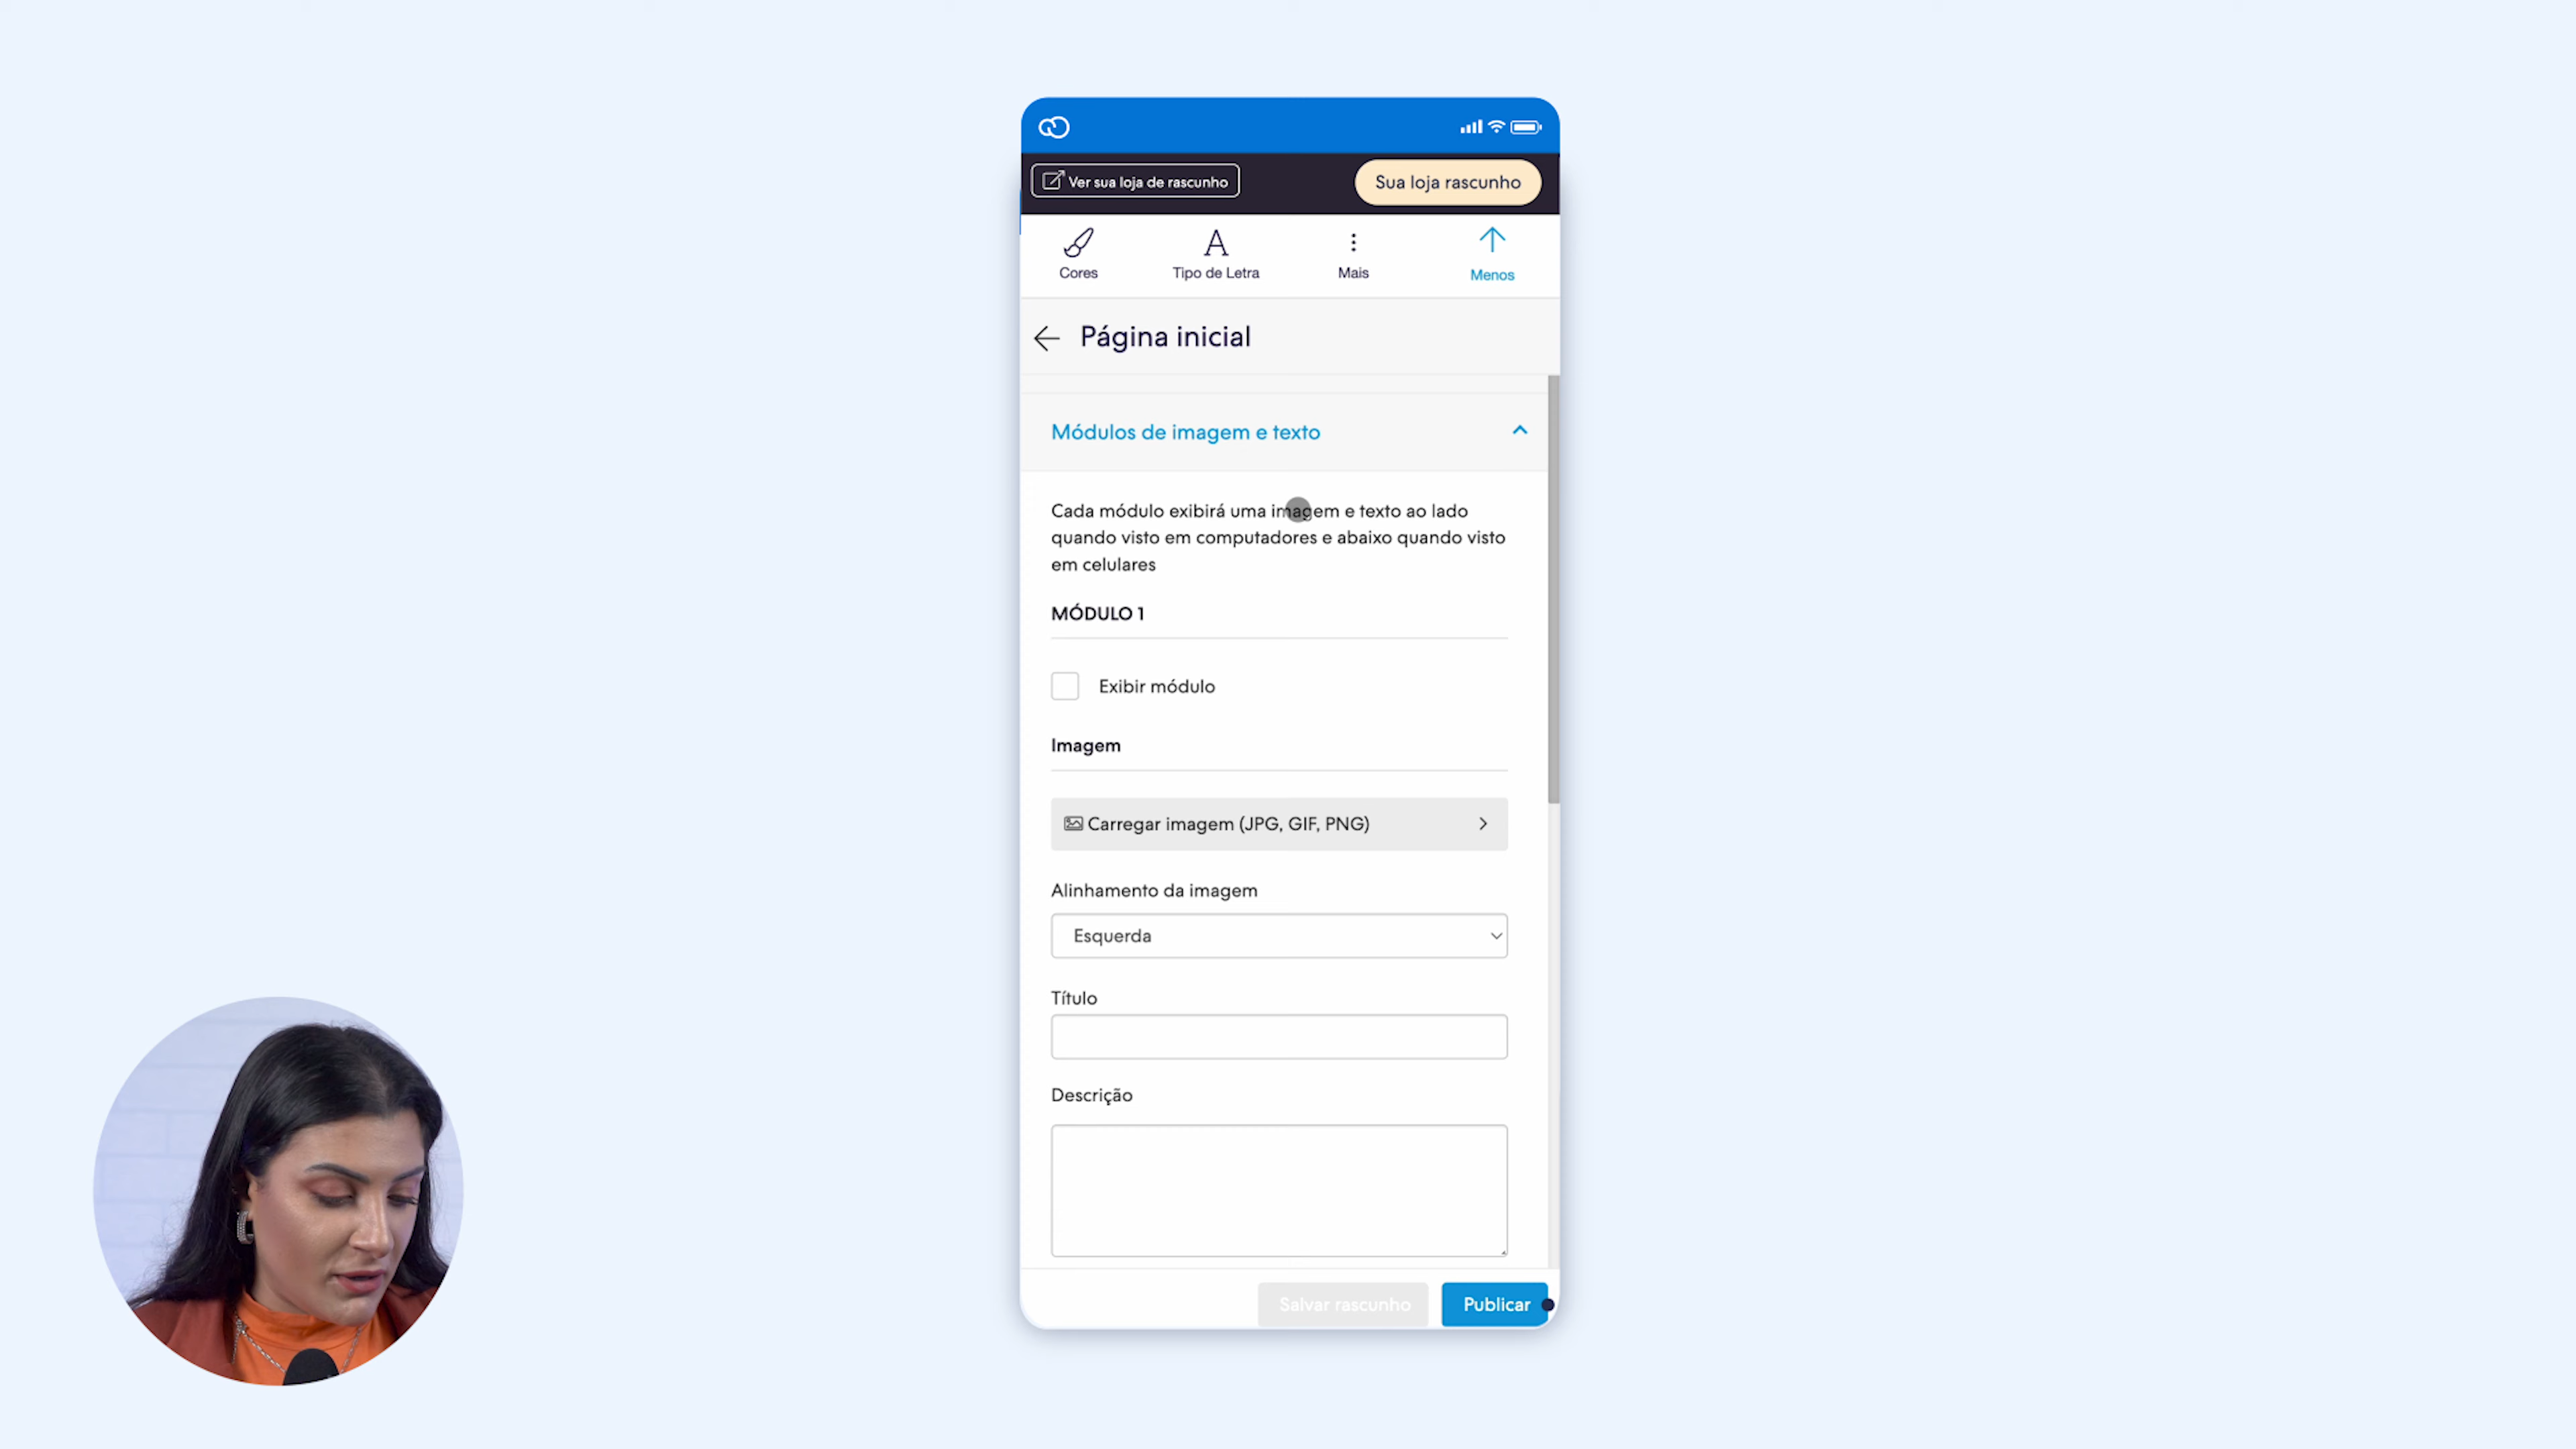 Ver sua loja de rascunho
Sua loja rascunho
Cores
Tipo de Letra
Mais
Menos
Página inicial
Módulos de imagem e texto
Cada módulo exibirá uma imagem e texto ao lado
quando visto em computadores e abaixo quando visto
em celulares
MÓDULO 1
Exibir módulo
Imagem
Carregar imagem (JPG, GIF, PNG)
Alinhamento da imagem
Esquerda
Título
Descrição
Salvar rascunho
Publicar